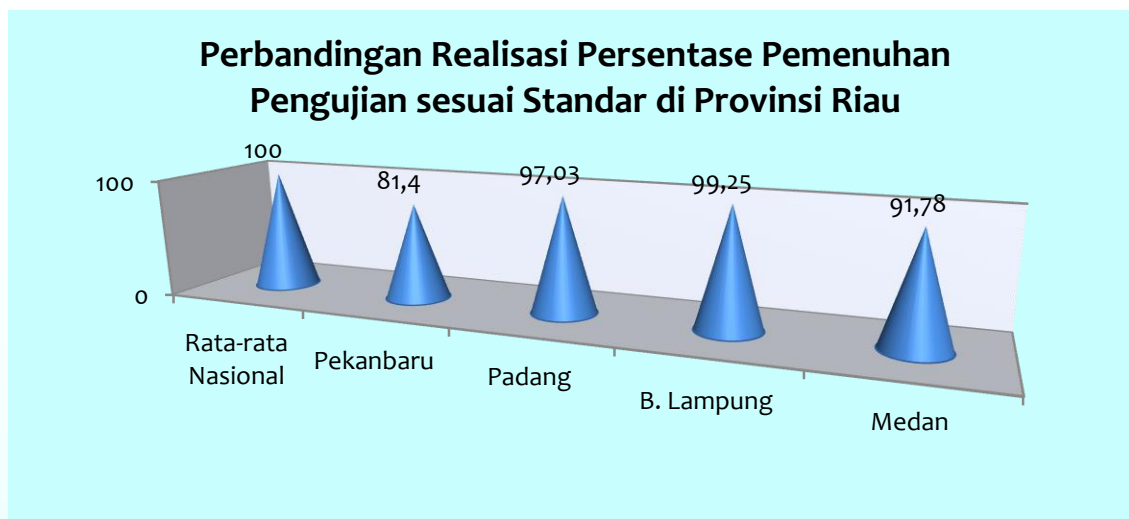 Perbandingan Realisasi Persentase Pemenuhan
Pengujian sesuai Standar di Provinsi Riau
100
100
81,4
97,03
99,25
91,78
0
Rata-rata
Nasional
Pekanbaru
Padang
B. Lampung
Medan